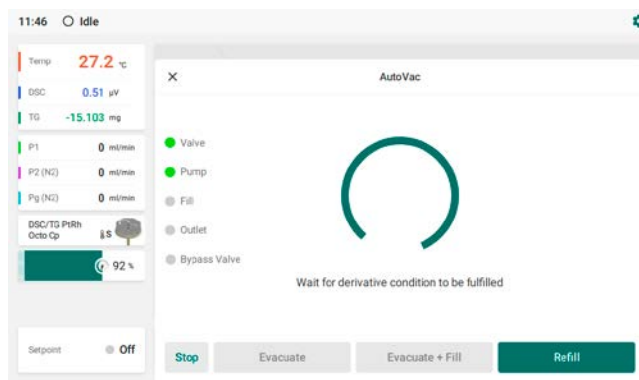 11:46 Idle
Temp 27.2 °C
DSC 0.51 µV
TG -15.103 mg
P1 0 ml/min
P2 (N2) 0 ml/min
Pg (N2) 0 ml/min
DSC/TG PtRh
Octo Cp S
92 %
Setpoint Off
AutoVac
Valve
Pump
Fill
Outlet
Bypass Valve
Wait for derivative condition to be fulfilled
Stop Evacuate Evacuate + Fill Refill